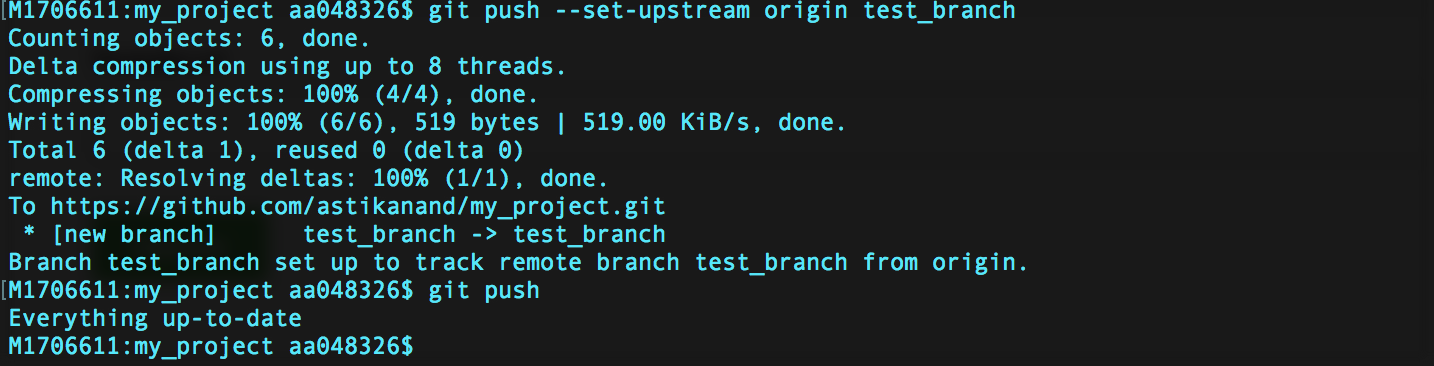 [M1706611:my_project aa048326$ git push --set-upstream origin test_branch
Counting objects: 6, done.
Delta compression using up to 8 threads.
Compressing objects: 100% (4/4), done.
Writing objects: 100% (6/6), 519 bytes | 519.00 KiB/s, done.
Total 6 (delta 1), reused 0 (delta 0)
remote: Resolving deltas: 100% (1/1), done.
To https://github.com/astikanand/my_project.git
 * [new branch]      test_branch -> test_branch
Branch test_branch set up to track remote branch test_branch from origin.
[M1706611:my_project aa048326$ git push
Everything up-to-date
M1706611:my_project aa048326$